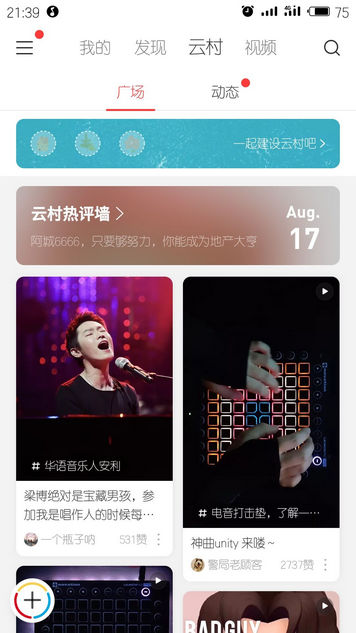 21:39
4G
75
我的 发现 云村 视频
广场 动态
一起建设云村吧 >
云村热评墙 >
Aug.
阿城6666，只要够努力，你能成为地产大亨
17
# 华语音乐人安利
梁博绝对是宝藏男孩，参
加我是唱作人的时候每…
一个瓶子呐 531赞
# 电音打击垫，了解一…
神曲unity 来喽～
警局老顾客 2737赞
BADGUY